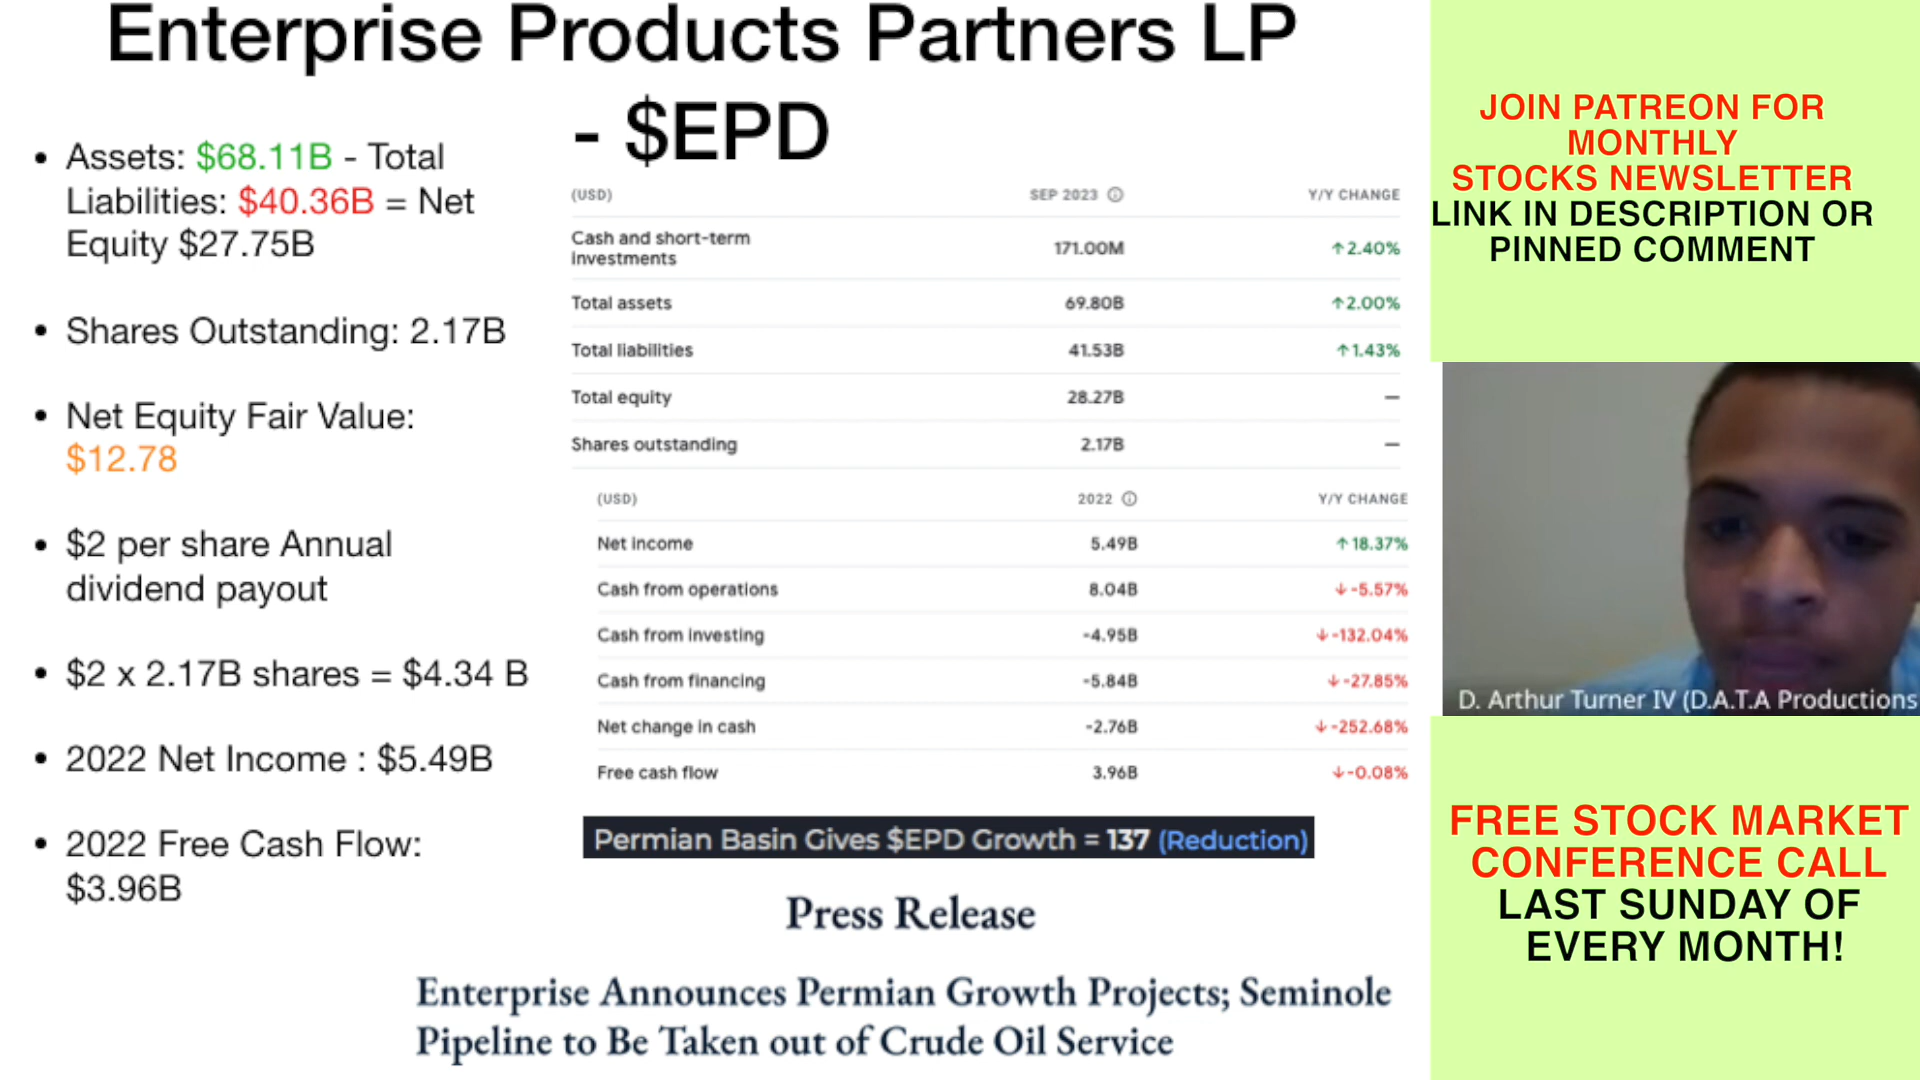 Enterprise Products Partners LP
- $EPD
• Assets: $68.11B - Total
Liabilities: $40.36B = Net
Equity $27.75B
• Shares Outstanding: 2.17B
• Net Equity Fair Value:
$12.78
• $2 per share Annual
dividend payout
• $2 x 2.17B shares = $4.34 B
• 2022 Net Income : $5.49B
• 2022 Free Cash Flow:
$3.96B
(USD) SEP 2023 Y/Y CHANGE
Cash and short-term
investments 171.00M ↑2.40%
Total assets 69.80B ↑2.00%
Total liabilities 41.53B ↑1.43%
Total equity 28.27B —
Shares outstanding 2.17B —
(USD) 2022 Y/Y CHANGE
Net income 5.49B ↑18.37%
Cash from operations 8.04B ↓-5.57%
Cash from investing -4.95B ↓-132.04%
Cash from financing -5.84B ↓-27.85%
Net change in cash -2.76B ↓-252.68%
Free cash flow 3.96B ↓-0.08%
Permian Basin Gives $EPD Growth = 137 (Reduction)
Press Release
Enterprise Announces Permian Growth Projects; Seminole
Pipeline to Be Taken out of Crude Oil Service
JOIN PATREON FOR
MONTHLY
STOCKS NEWSLETTER
LINK IN DESCRIPTION OR
PINNED COMMENT
D. Arthur Turner IV (D.A.T.A Productions
FREE STOCK MARKET
CONFERENCE CALL
LAST SUNDAY OF
EVERY MONTH!